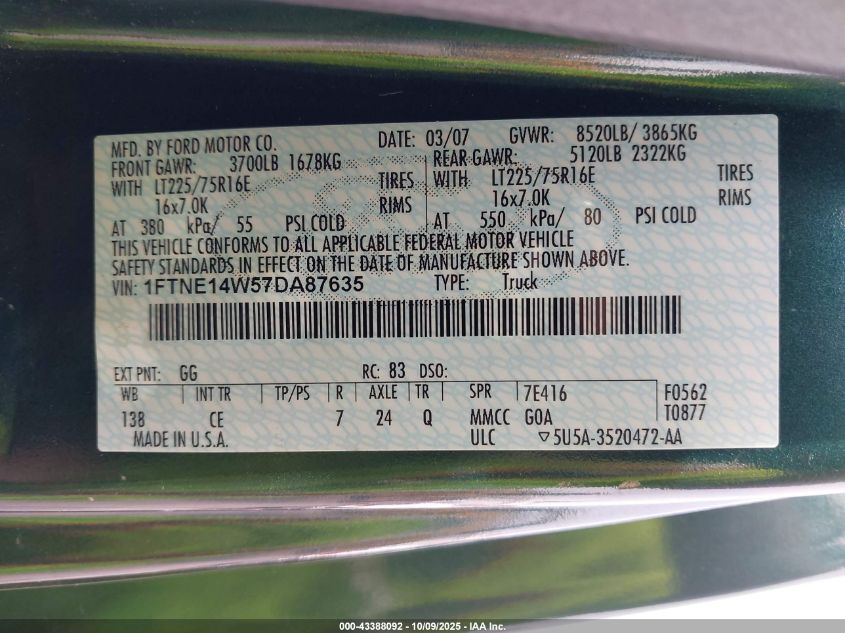 MFD. BY FORD MOTOR CO. DATE: 03/07 GVWR: 8520LB/ 3865KG
FRONT GAWR: 3700LB 1678KG REAR GAWR: 5120LB 2322KG
WITH LT225/75R16E TIRES WITH LT225/75R16E TIRES
16x7.0K RIMS 16x7.0K RIMS
AT 380 kPa/ 55 PSI COLD AT 550 kPa/ 80 PSI COLD
THIS VEHICLE CONFORMS TO ALL APPLICABLE FEDERAL MOTOR VEHICLE
SAFETY STANDARDS IN EFFECT ON THE DATE OF MANUFACTURE SHOWN ABOVE.
VIN: 1FTNE14W57DA87635 TYPE: Truck
EXT PNT: GG RC: 83 DSO:
WB INT TR TP/PS R AXLE TR SPR 7E416 F0562
138 CE 7 24 Q MMCC GOA T0877
MADE IN U.S.A. ULC ▽5U5A-3520472-AA
000-43388092 - 10/09/2025 - IAA Inc.